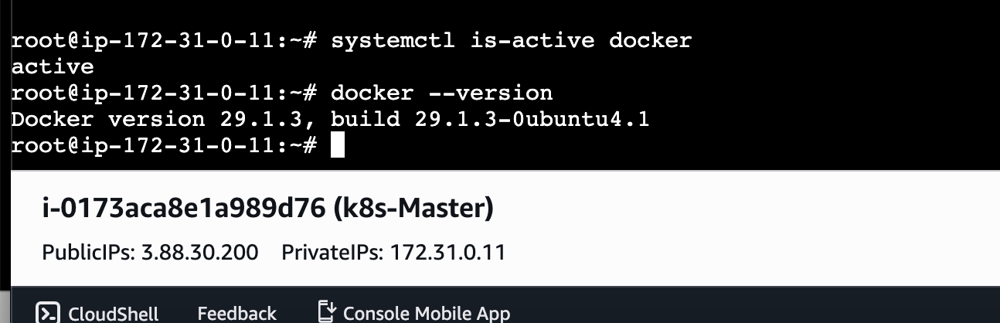 root@ip-172-31-0-11:~# systemctl is-active docker
active
root@ip-172-31-0-11:~# docker --version
Docker version 29.1.3, build 29.1.3-0ubuntu4.1
root@ip-172-31-0-11:~#
i-0173aca8e1a989d76 (k8s-Master)
PublicIPs: 3.88.30.200 PrivateIPs: 172.31.0.11
CloudShell Feedback Console Mobile App